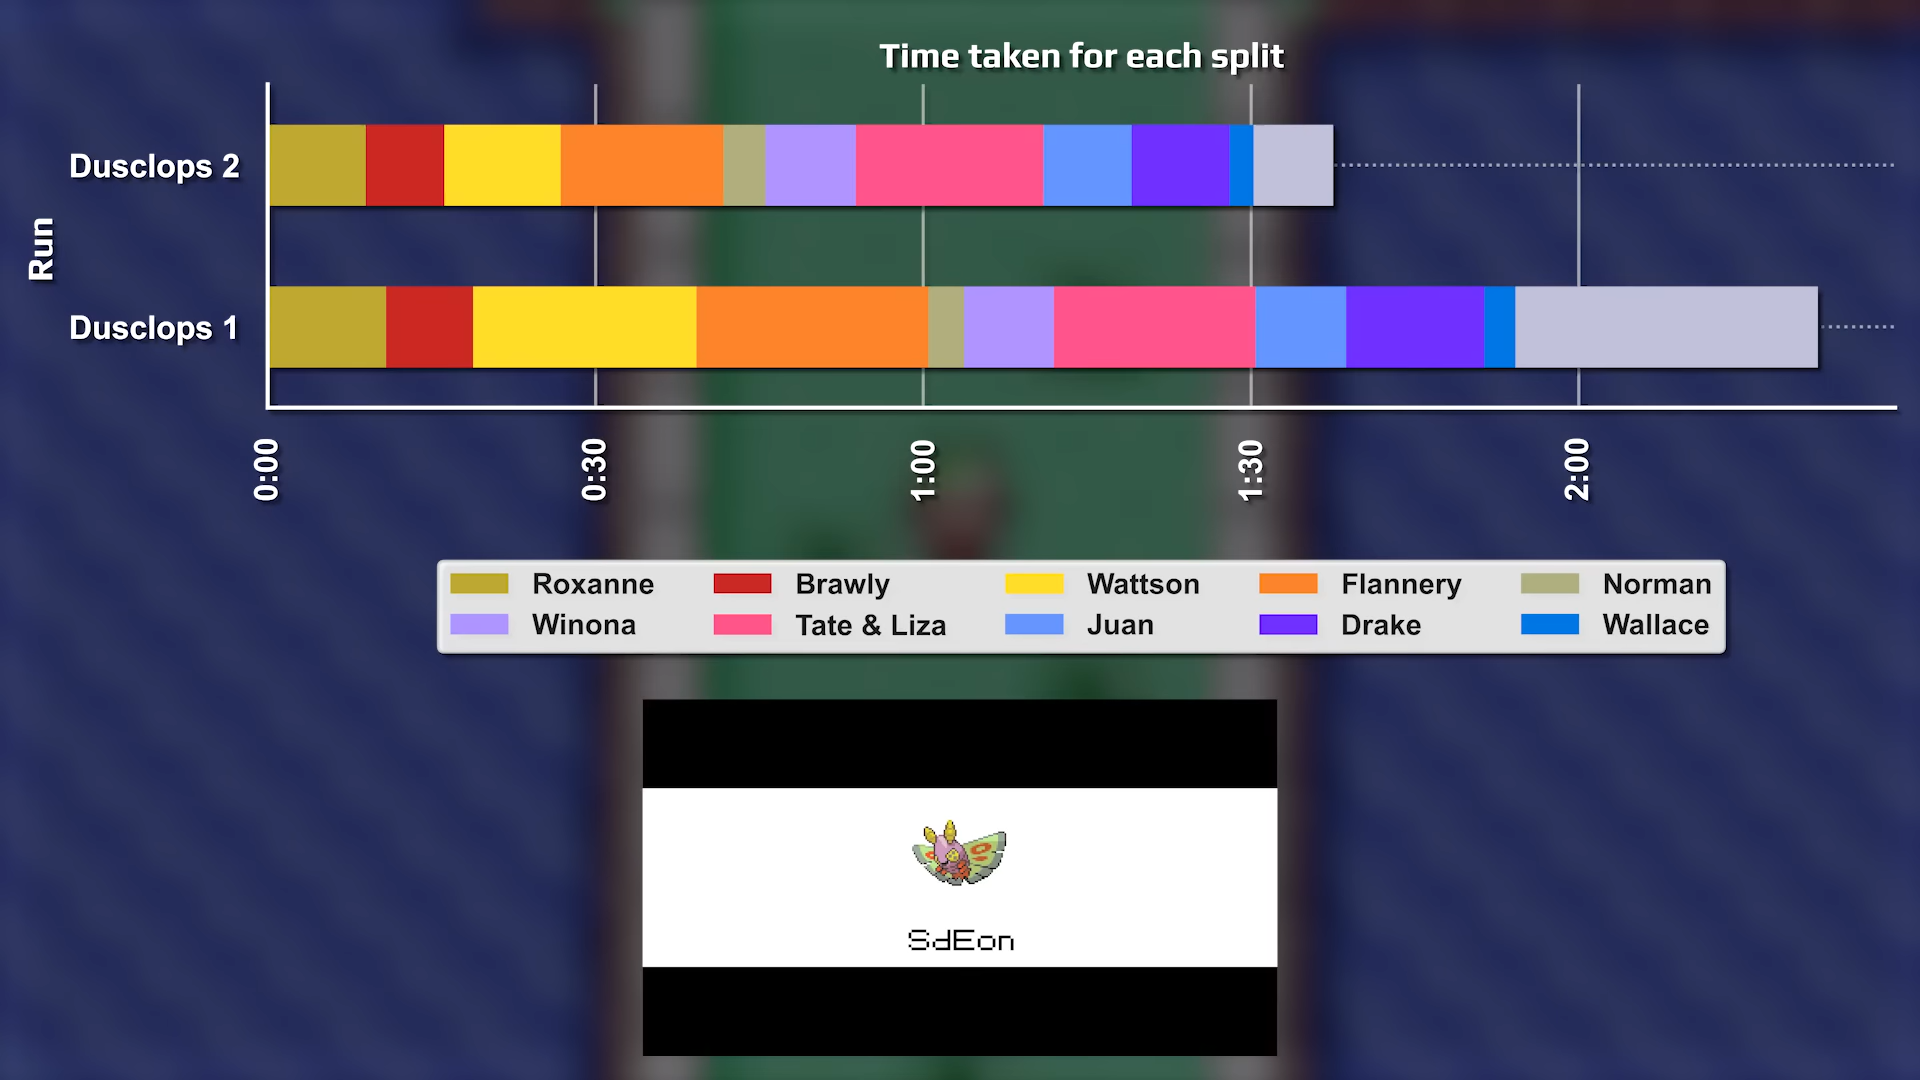 Time taken for each split
Dusclops 2
Run
Dusclops 1
0:00 0:30 1:00 1:30 2:00
Roxanne Brawly Wattson Flannery Norman
Winona Tate & Liza Juan Drake Wallace
SdEon